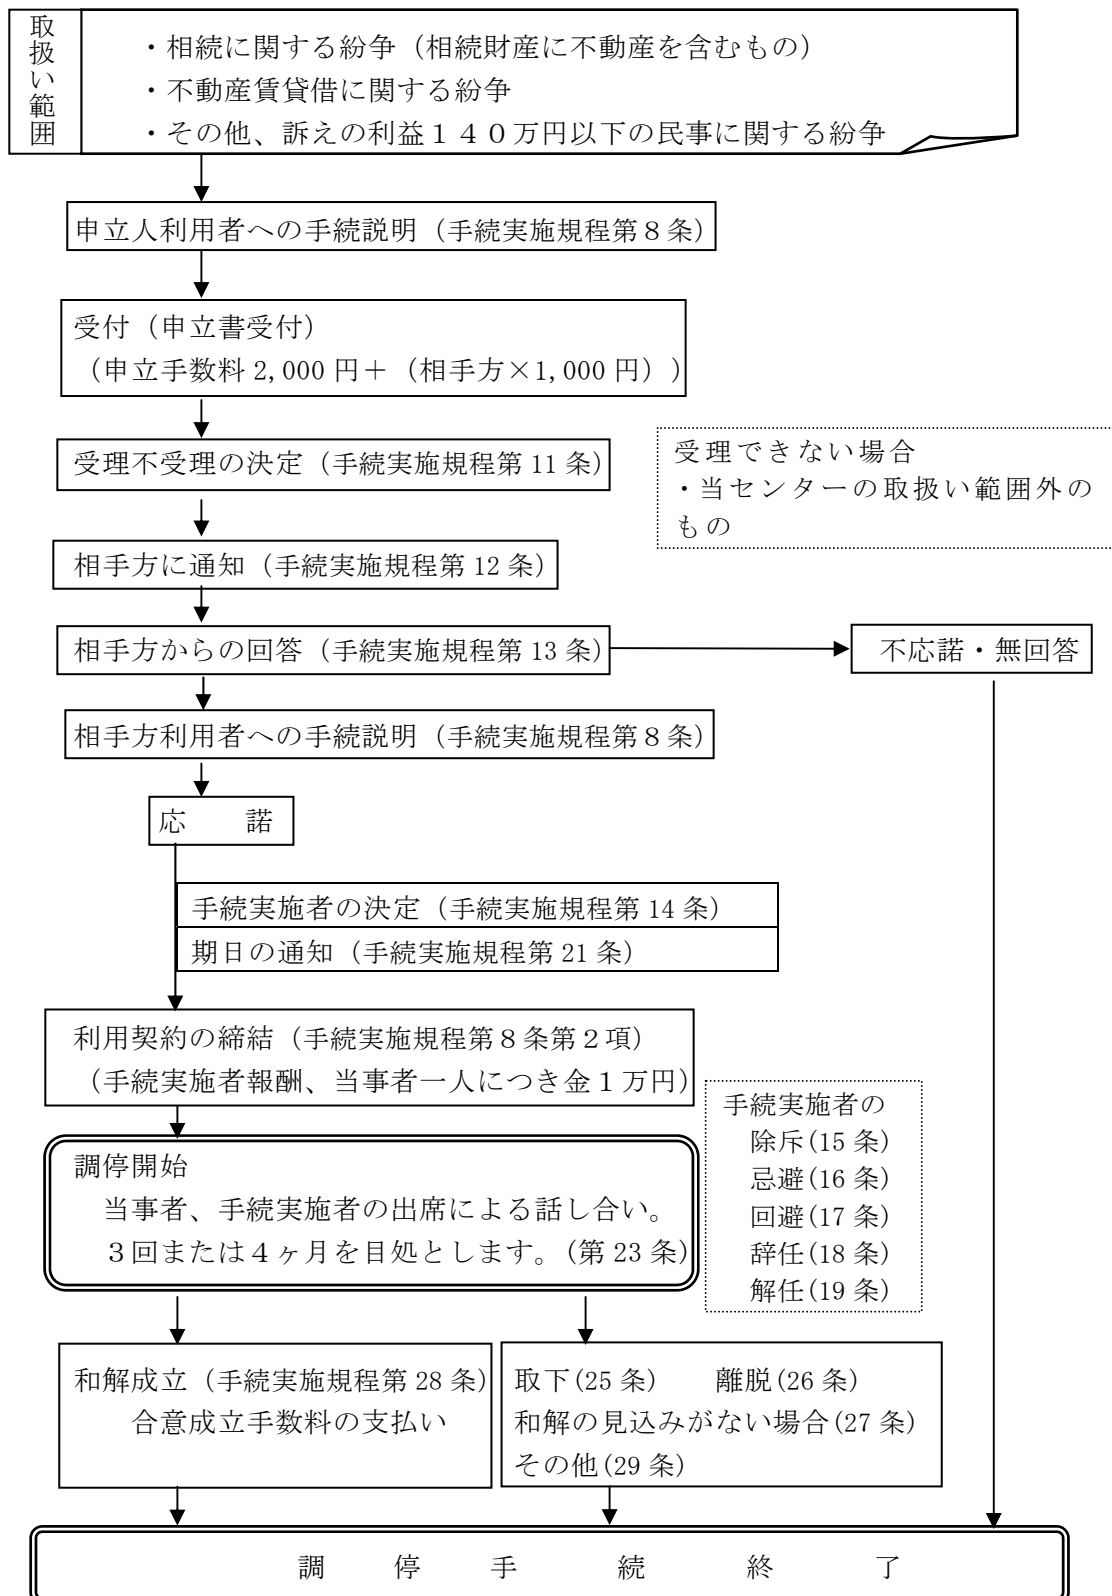 取扱い範囲
・相続に関する紛争（相続財産に不動産を含むもの）
・不動産賃貸借に関する紛争
・その他、訴えの利益１４０万円以下の民事に関する紛争
申立人利用者への手続説明（手続実施規程第８条）
受付（申立書受付）
（申立手数料 2,000 円＋（相手方×1,000 円））
受理不受理の決定（手続実施規程第 11 条）
受理できない場合
・当センターの取扱い範囲外の
もの
相手方に通知（手続実施規程第 12 条）
相手方からの回答（手続実施規程第 13 条）
不応諾・無回答
相手方利用者への手続説明（手続実施規程第８条）
応　　諾
手続実施者の決定（手続実施規程第 14 条）
期日の通知（手続実施規程第 21 条）
利用契約の締結（手続実施規程第８条第２項）
（手続実施者報酬、当事者一人につき金１万円）
手続実施者の
除斥(15 条)
忌避(16 条)
回避(17 条)
辞任(18 条)
解任(19 条)
調停開始
当事者、手続実施者の出席による話し合い。
３回または４ヶ月を目処とします。(第 23 条)
和解成立（手続実施規程第 28 条）
合意成立手数料の支払い
取下(25 条)　　離脱(26 条)
和解の見込みがない場合(27 条)
その他(29 条)
調　停　手　続　終　了